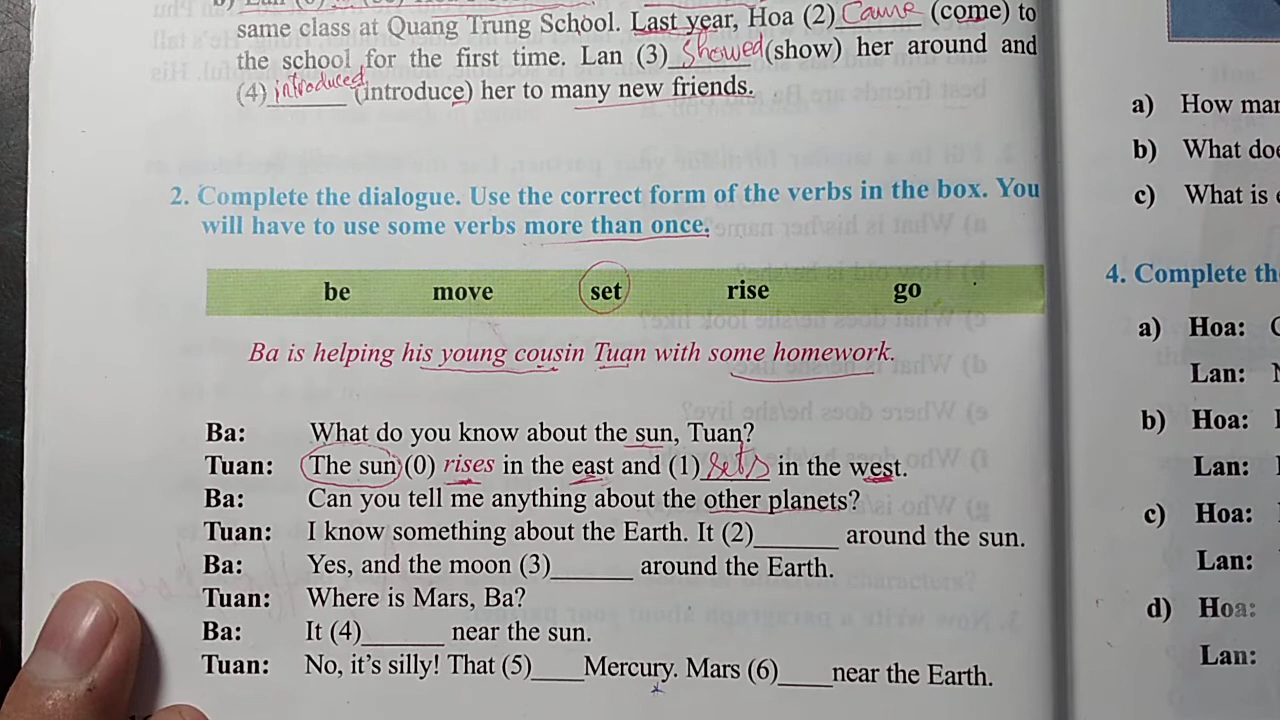 same class at Quang Trung School. Last year, Hoa (2) Came (come) to
the school for the first time. Lan (3) Showed (show) her around and
(4) introduced (introduce) her to many new friends.
2. Complete the dialogue. Use the correct form of the verbs in the box. You
will have to use some verbs more than once.
be move set rise go
Ba is helping his young cousin Tuan with some homework.
Ba: What do you know about the sun, Tuan?
Tuan: The sun (0) rises in the east and (1) sets in the west.
Ba: Can you tell me anything about the other planets?
Tuan: I know something about the Earth. It (2)______ around the sun.
Ba: Yes, and the moon (3)______ around the Earth.
Tuan: Where is Mars, Ba?
Ba: It (4)______ near the sun.
Tuan: No, it's silly! That (5)____ Mercury. Mars (6)____ near the Earth.
a) How
b) What
c) What is
4. Complete
a) Hoa:
Lan:
b) Hoa:
Lan:
c) Hoa:
Lan:
d) Hoa:
Lan: